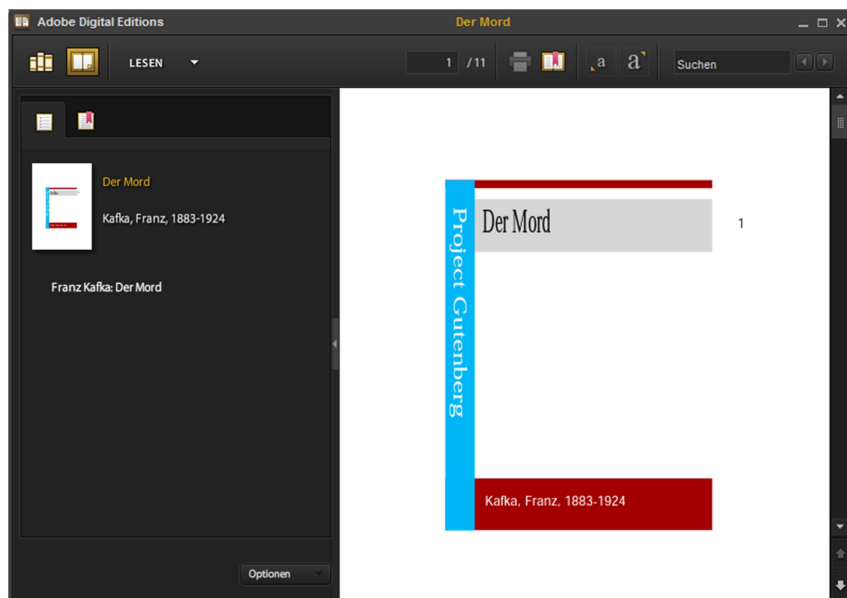 Adobe Digital Editions
Der Mord
LESEN
1 / 11
a
a
Suchen
Der Mord
Kafka, Franz, 1883-1924
Franz Kafka: Der Mord
Optionen
Project Gutenberg
Der Mord
1
Kafka, Franz, 1883-1924